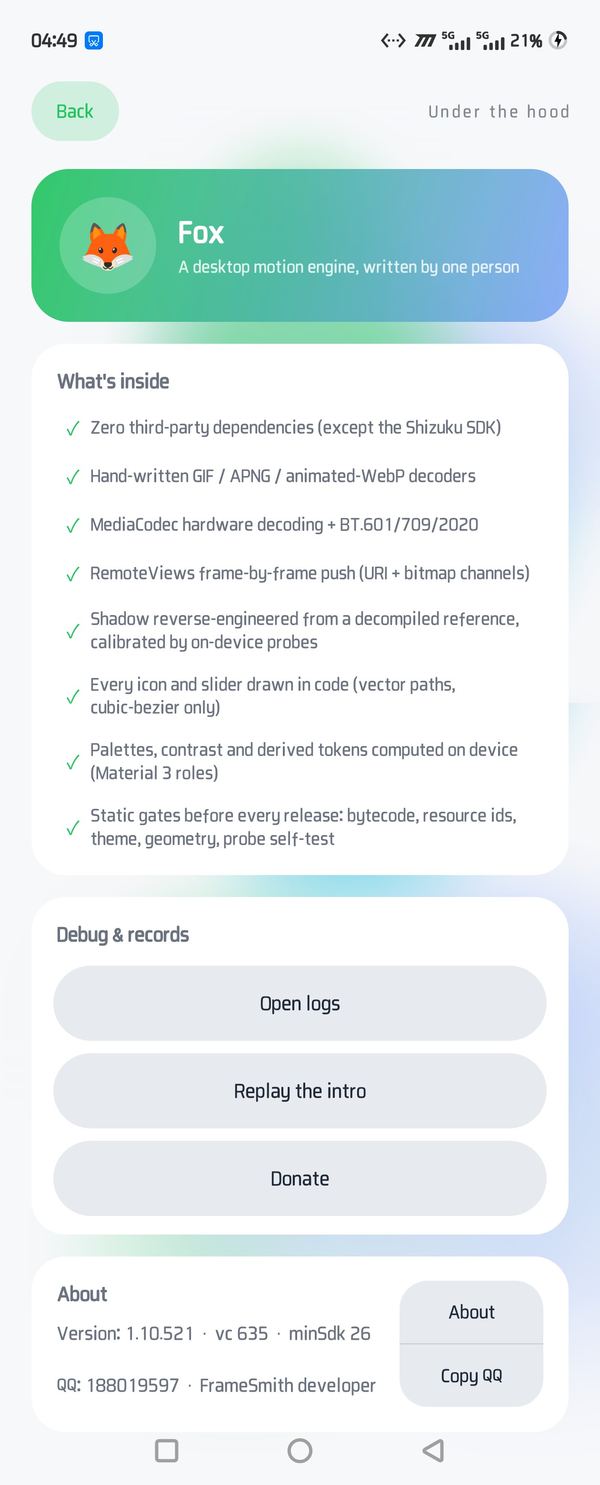 04:49
5G 5G 21%
Back
Under the hood
Fox
A desktop motion engine, written by one person
What's inside
✓ Zero third-party dependencies (except the Shizuku SDK)
✓ Hand-written GIF / APNG / animated-WebP decoders
✓ MediaCodec hardware decoding + BT.601/709/2020
✓ RemoteViews frame-by-frame push (URI + bitmap channels)
✓ Shadow reverse-engineered from a decompiled reference,
calibrated by on-device probes
✓ Every icon and slider drawn in code (vector paths,
cubic-bezier only)
✓ Palettes, contrast and derived tokens computed on device
(Material 3 roles)
✓ Static gates before every release: bytecode, resource ids,
theme, geometry, probe self-test
Debug & records
Open logs
Replay the intro
Donate
About
Version: 1.10.521 · vc 635 · minSdk 26
QQ: 188019597 · FrameSmith developer
About
Copy QQ